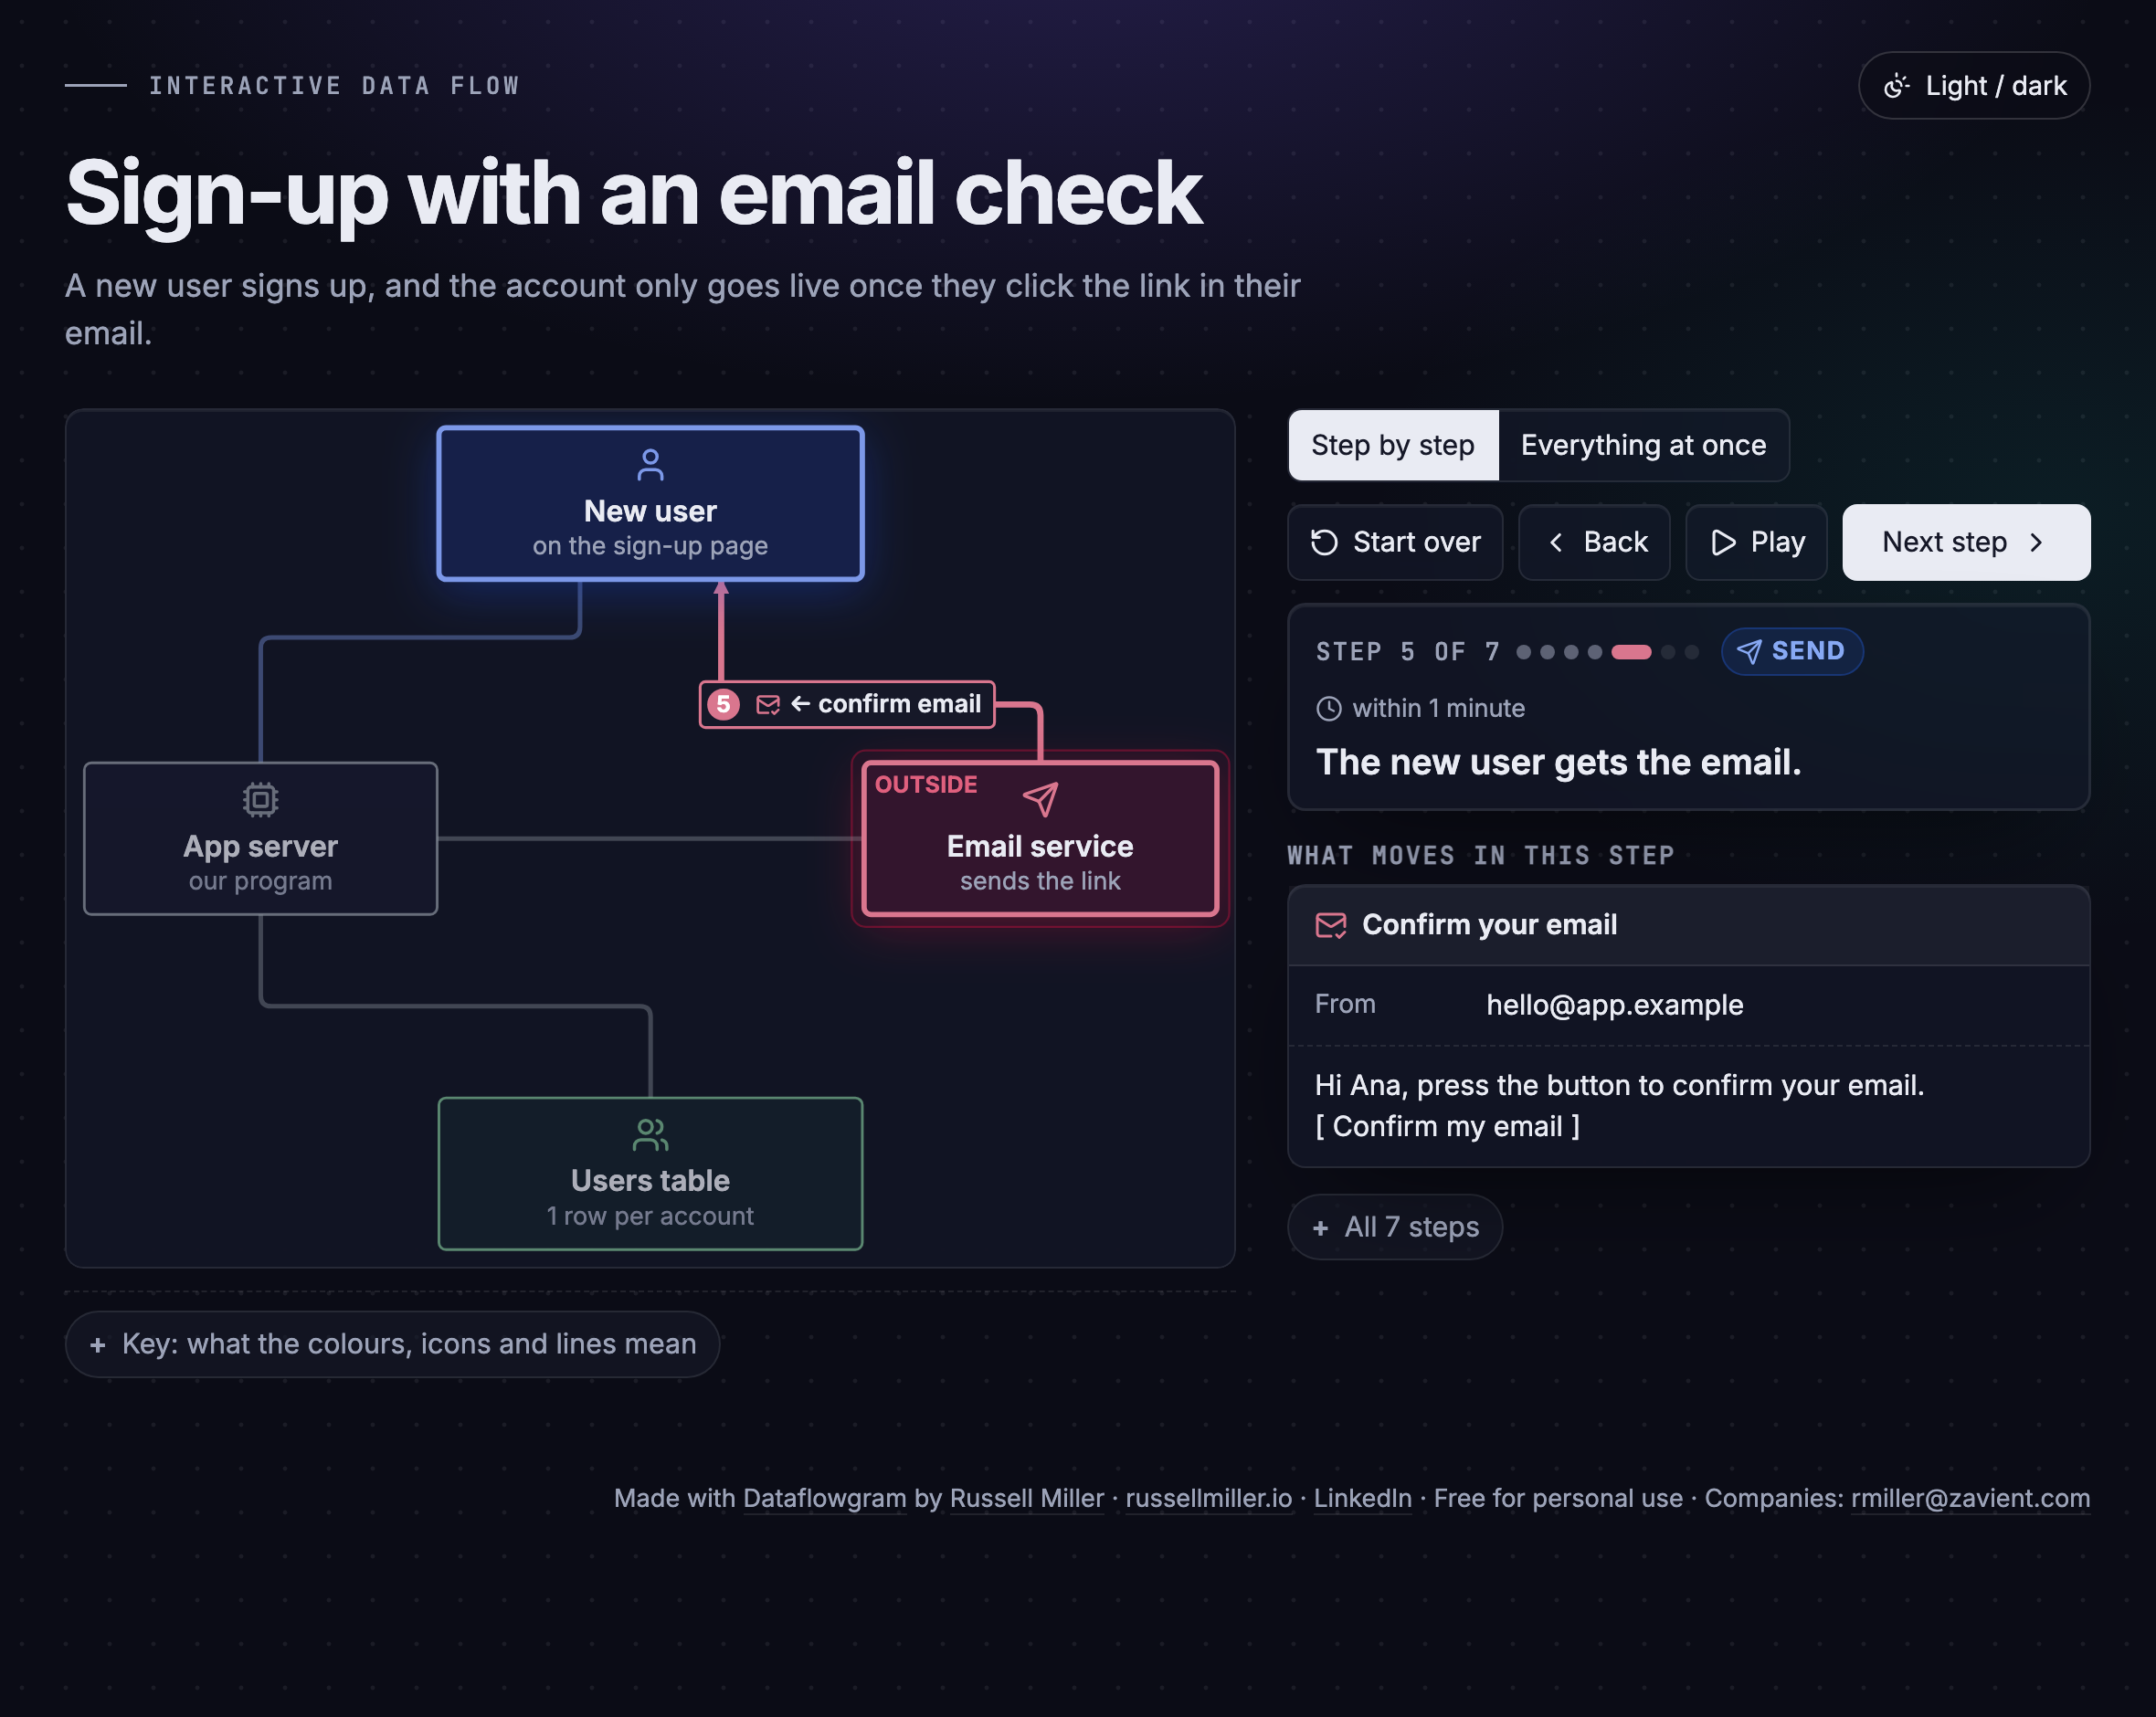 INTERACTIVE DATA FLOW
Light / dark
Sign-up with an email check
A new user signs up, and the account only goes live once they click the link in their
email.
New user
on the sign-up page
5 ← confirm email
App server
our program
OUTSIDE
Email service
sends the link
Users table
1 row per account
+ Key: what the colours, icons and lines mean
Step by step
Everything at once
Start over
Back
Play
Next step
STEP 5 OF 7
SEND
within 1 minute
The new user gets the email.
WHAT MOVES IN THIS STEP
Confirm your email
From hello@app.example
Hi Ana, press the button to confirm your email.
[ Confirm my email ]
+ All 7 steps
Made with Dataflowgram by Russell Miller · russellmiller.io · LinkedIn · Free for personal use · Companies: rmiller@zavient.com